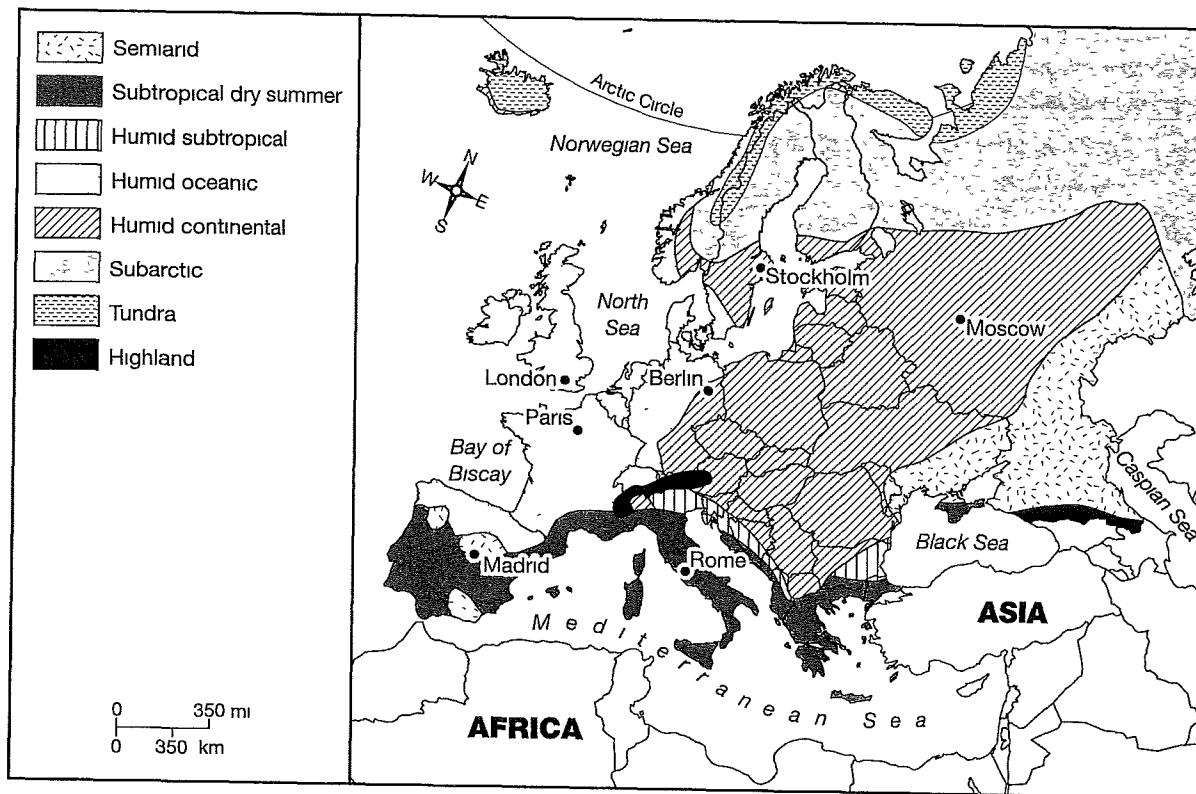 Semiarid
Subtropical dry summer
Humid subtropical
Humid oceanic
Humid continental
Subarctic
Tundra
Highland
0 350 mi
0 350 km
N
W
E
S
Arctic Circle
Norwegian Sea
North
Sea
Stockholm
Moscow
London
Berlin
Paris
Bay of
Biscay
Caspian Sea
Black Sea
Madrid
Rome
Mediterranean Sea
ASIA
AFRICA